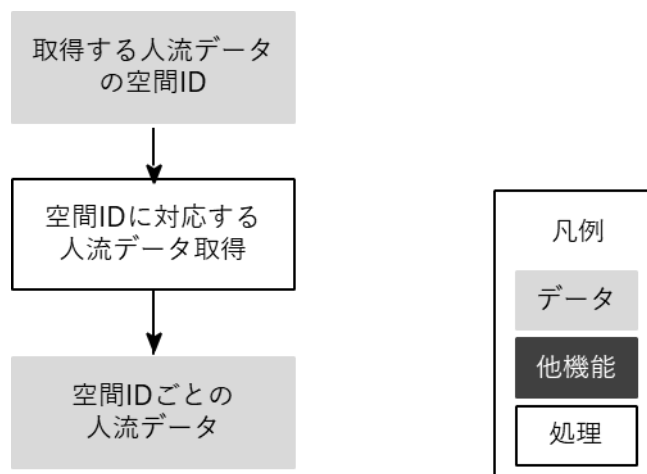 取得する人流データ
の空間ID
空間IDに対応する
人流データ取得
空間IDごとの
人流データ
凡例
データ
他機能
処理